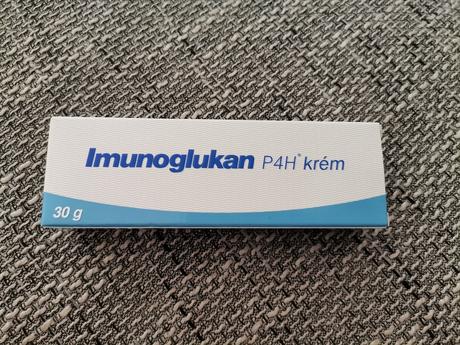 Imunoglukan P4H® krém
30 g